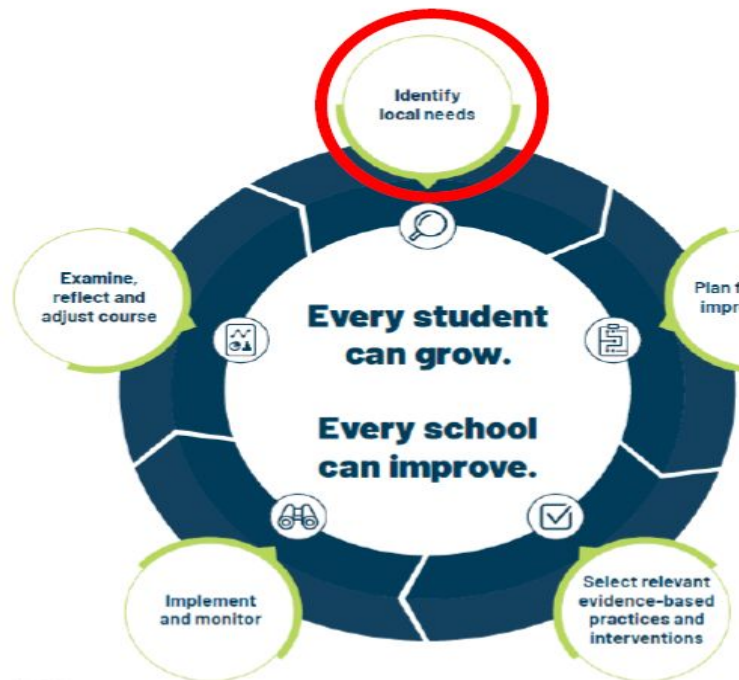 Identify
local needs
Examine,
reflect and
adjust course
Plan
Every student
can grow.
Every school
can improve.
Implement
and monitor
Select relevant
evidence-based
practices and
interventions